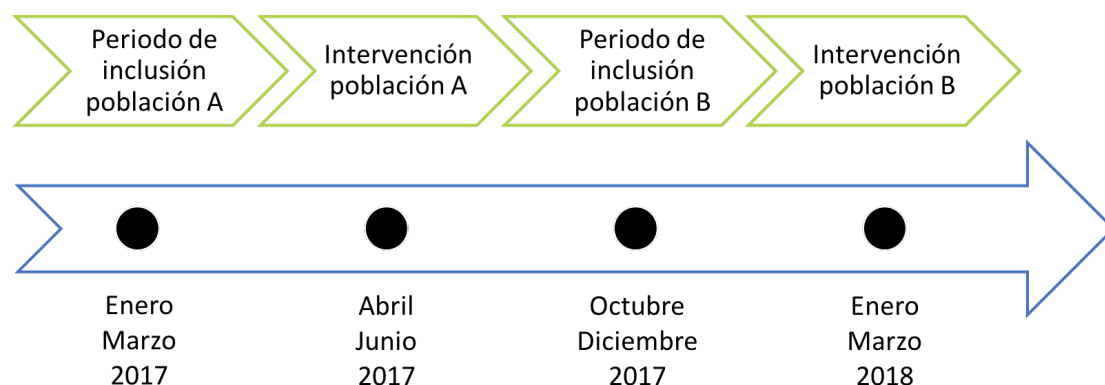 Periodo de
inclusión
población A
Intervención
población A
Periodo de
inclusión
población B
Intervención
población B
Enero
Marzo
2017
Abril
Junio
2017
Octubre
Diciembre
2017
Enero
Marzo
2018